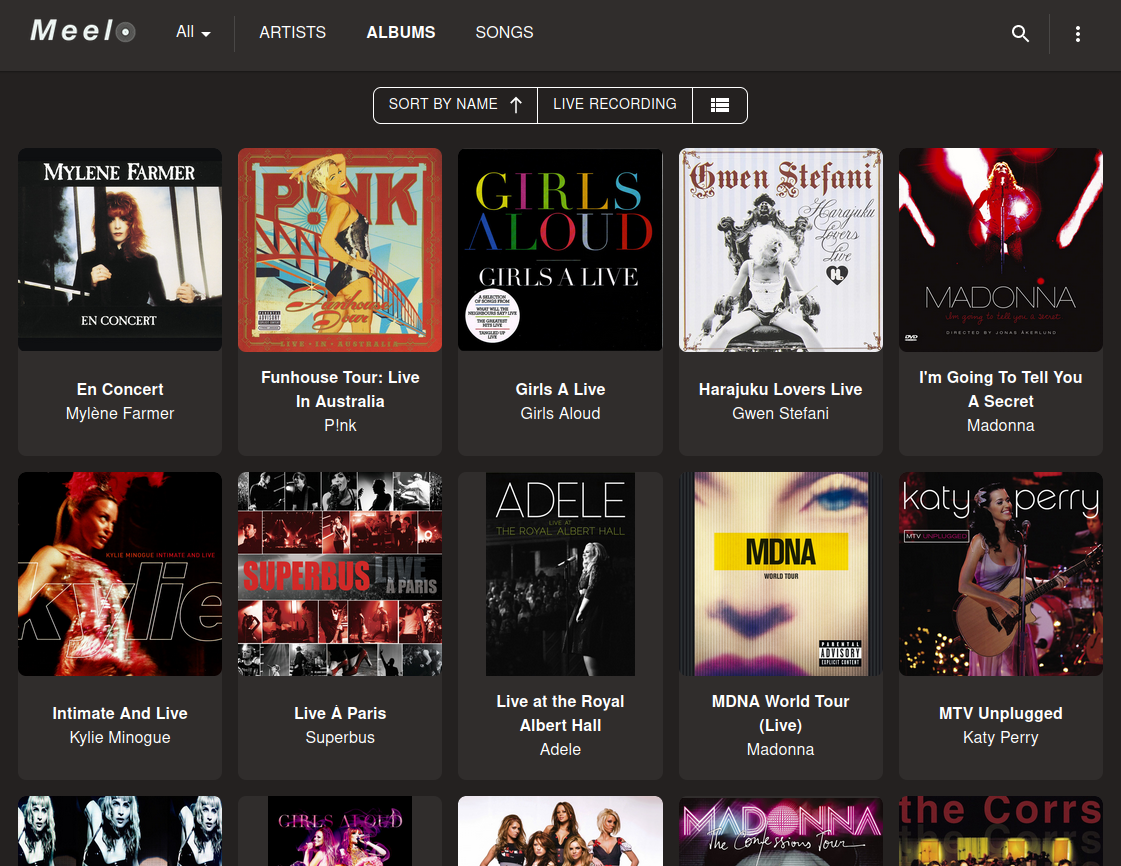 Meelo
All
ARTISTS
ALBUMS
SONGS
SORT BY NAME
LIVE RECORDING
MYLENE FARMER
EN CONCERT
P!NK
PARENTAL
ADVISORY
Funhouse
Tour
LIVE • IN • AUSTRALIA
GIRLS
ALOUD
GIRLS A LIVE
A SELECTION
OF SONGS FROM
WHAT WILL THE
NEIGHBOURS SAY? LIVE
THE GREATEST
HITS LIVE
TANGLED UP
LIVE
Gwen Stefani
Harajuku
Lovers
Live
MADONNA
I'm going to tell you a secret
DIRECTED BY JONAS ÅKERLUND
DVD
En Concert
Mylène Farmer
Funhouse Tour: Live
In Australia
P!nk
Girls A Live
Girls Aloud
Harajuku Lovers Live
Gwen Stefani
I'm Going To Tell You
A Secret
Madonna
KYLIE MINOGUE INTIMATE AND LIVE
kylie
SUPERBUS LIVE
À PARIS
ADELE
LIVE AT
THE ROYAL ALBERT HALL
MDNA
WORLD TOUR
PARENTAL
ADVISORY
EXPLICIT CONTENT
katy perry
MTV UNPLUGGED
Intimate And Live
Kylie Minogue
Live À Paris
Superbus
Live at the Royal
Albert Hall
Adele
MDNA World Tour
(Live)
Madonna
MTV Unplugged
Katy Perry
GIRLS ALOUD
MADONNA
The Confessions Tour
the Corrs
the Corrs